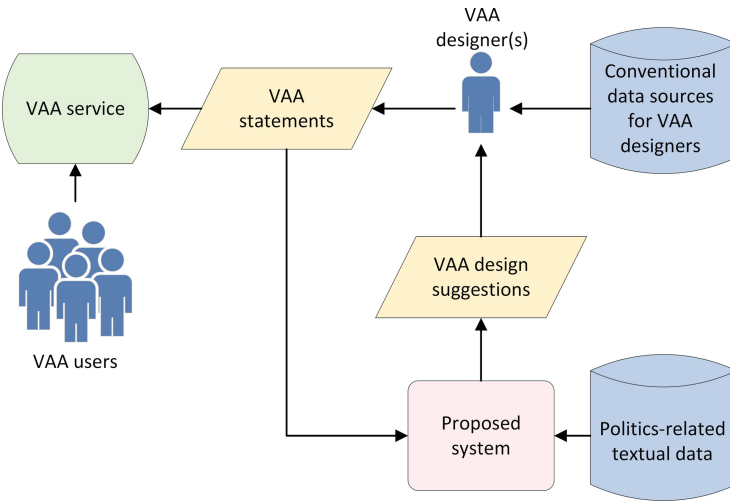 VAA
designer(s)
VAA service
VAA
statements
Conventional
data sources
for VAA
designers
VAA design
suggestions
VAA users
Proposed
system
Politics-related
textual data